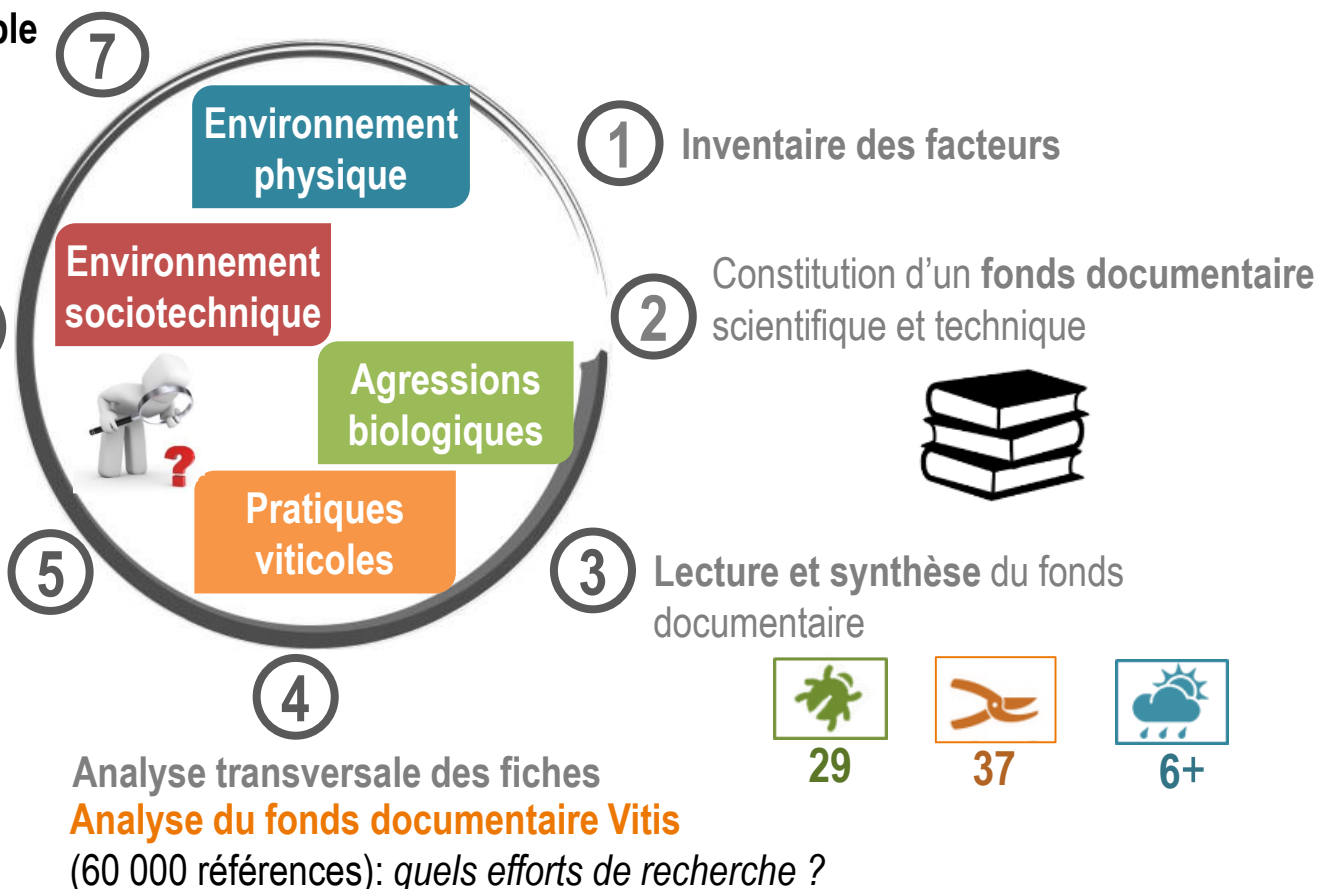 7
Environnement
physique
Environnement
sociotechnique
Agressions
biologiques
Pratiques
viticoles
1 Inventaire des facteurs
2 Constitution d’un fonds documentaire
scientifique et technique
3 Lecture et synthèse du fonds
documentaire
29 37 6+
4
Analyse transversale des fiches
Analyse du fonds documentaire Vitis
(60 000 références): quels efforts de recherche ?
5
?